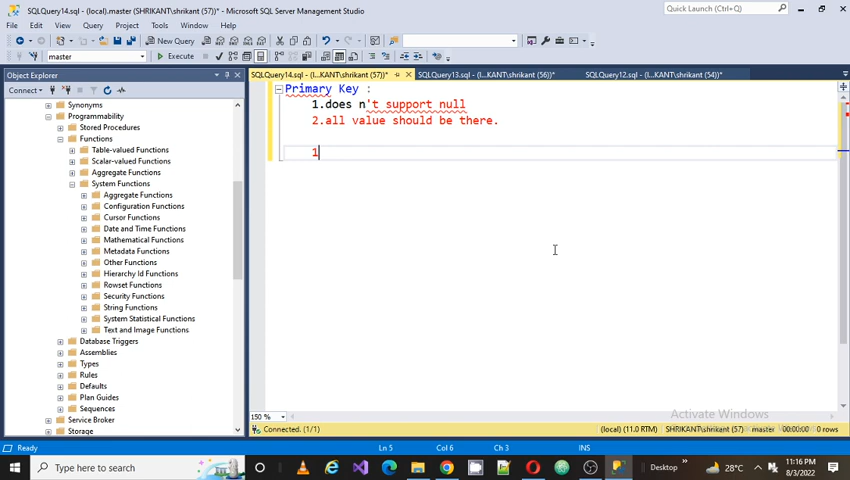 SQLQuery14.sql - (local).master (SHRIKANT\shrikant (57))* - Microsoft SQL Server Management Studio
Quick Launch (Ctrl+Q)
File Edit View Query Project Tools Window Help
New Query
master Execute
Object Explorer
SQLQuery14.sql - (l...KANT\shrikant (57))* SQLQuery13.sql - (l...KANT\shrikant (56))* SQLQuery12.sql - (l...KANT\shrikant (54))*
Connect
Synonyms
Programmability
Stored Procedures
Functions
Table-valued Functions
Scalar-valued Functions
Aggregate Functions
System Functions
Aggregate Functions
Configuration Functions
Cursor Functions
Date and Time Functions
Mathematical Functions
Metadata Functions
Other Functions
Hierarchy Id Functions
Rowset Functions
Security Functions
String Functions
System Statistical Functions
Text and Image Functions
Database Triggers
Assemblies
Types
Rules
Defaults
Plan Guides
Sequences
Service Broker
Storage
Primary Key :
1.does n't support null
2.all value should be there.
1
150 %
Activate Windows
Connected. (1/1) (local) (11.0 RTM) SHRIKANT\shrikant (57) master 00:00:00 0 rows
Ready Ln 5 Col 6 Ch 3 INS
Type here to search
Desktop
28°C
11:16 PM
8/3/2022